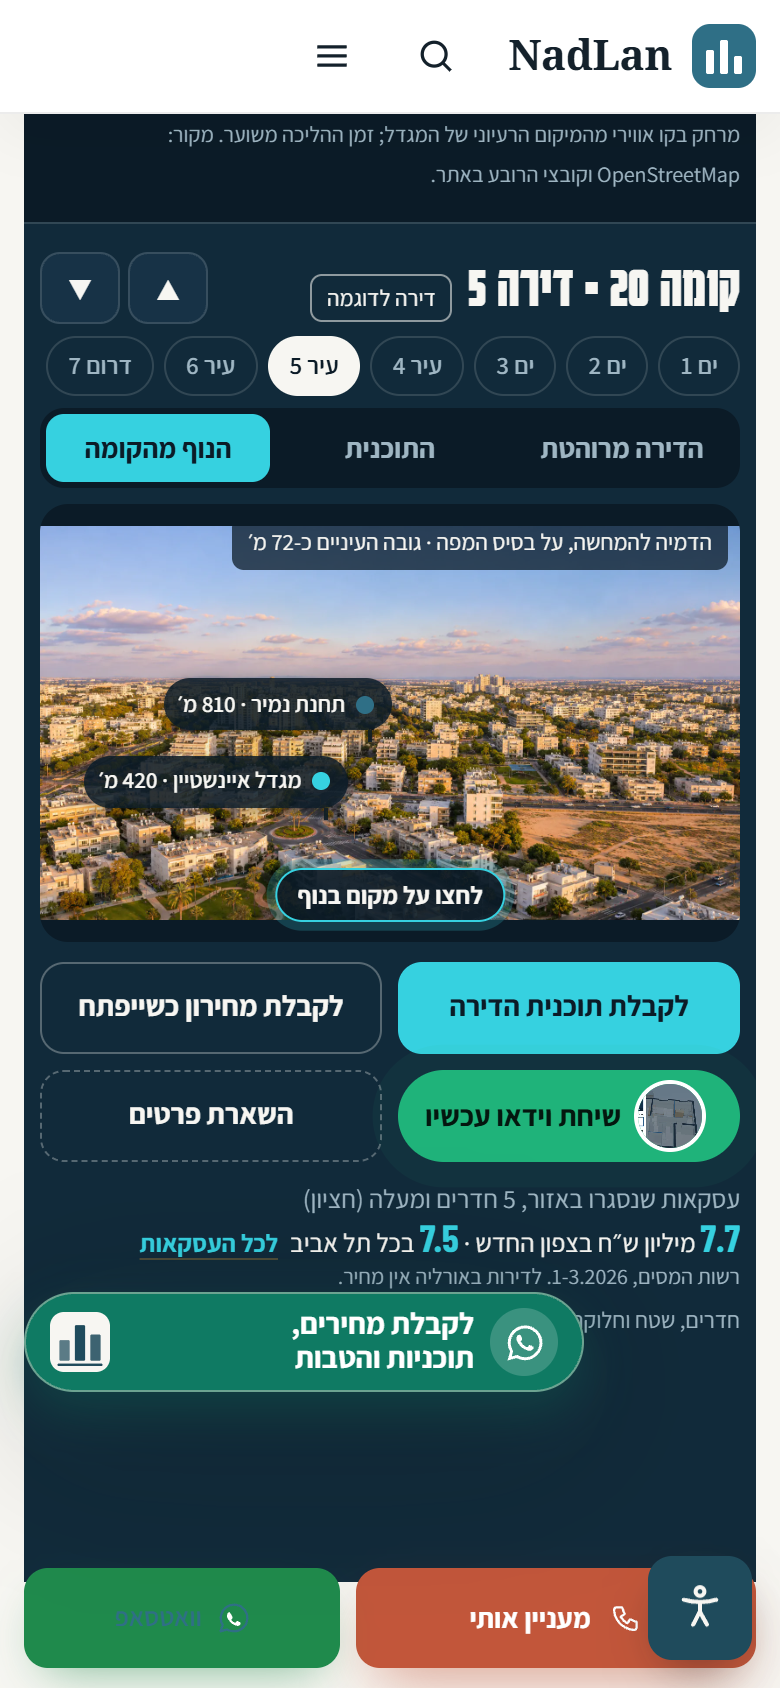 NadLan
מרחק בקו אווירי מהמיקום הרעיוני של המגדל; זמן ההליכה משוער. מקור:
OpenStreetMap וקובצי הרובע באתר.
קומה 20 · דירה 5
דירה לדוגמה
▲
▼
ים 1
ים 2
ים 3
עיר 4
עיר 5
עיר 6
דרום 7
הדירה מרוהטת
התוכנית
הנוף מהקומה
הדמיה להמחשה, על בסיס המפה · גובה העיניים כ-72 מ׳
תחנת נמיר · 810 מ׳
מגדל איינשטיין · 420 מ׳
לחצו על מקום בנוף
לקבלת תוכנית הדירה
לקבלת מחירון כשייפתח
שיחת וידאו עכשיו
השארת פרטים
עסקאות שנסגרו באזור, 5 חדרים ומעלה (חציון)
7.7 מיליון ש״ח בצפון החדש · 7.5 בכל תל אביב לכל העסקאות
רשות המסים, 1-3.2026. לדירות באורליה אין מחיר.
חדרים, שטח
לקבלת מחירים,
תוכניות והטבות
מעניין אותי
וואטסאפ